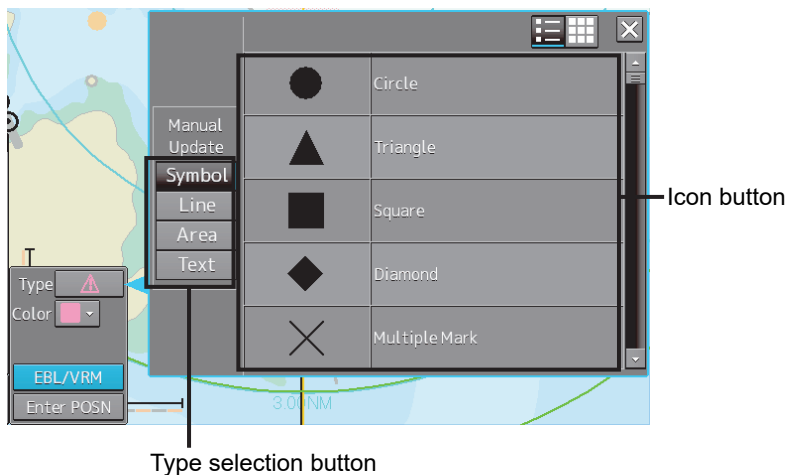 Circle
Manual
Update
Triangle
Symbol
Line
Square
Icon button
Area
Text
Type
Diamond
Color
Multiple Mark
EBL/VRM
Enter POSN
3.00NM
Type selection button